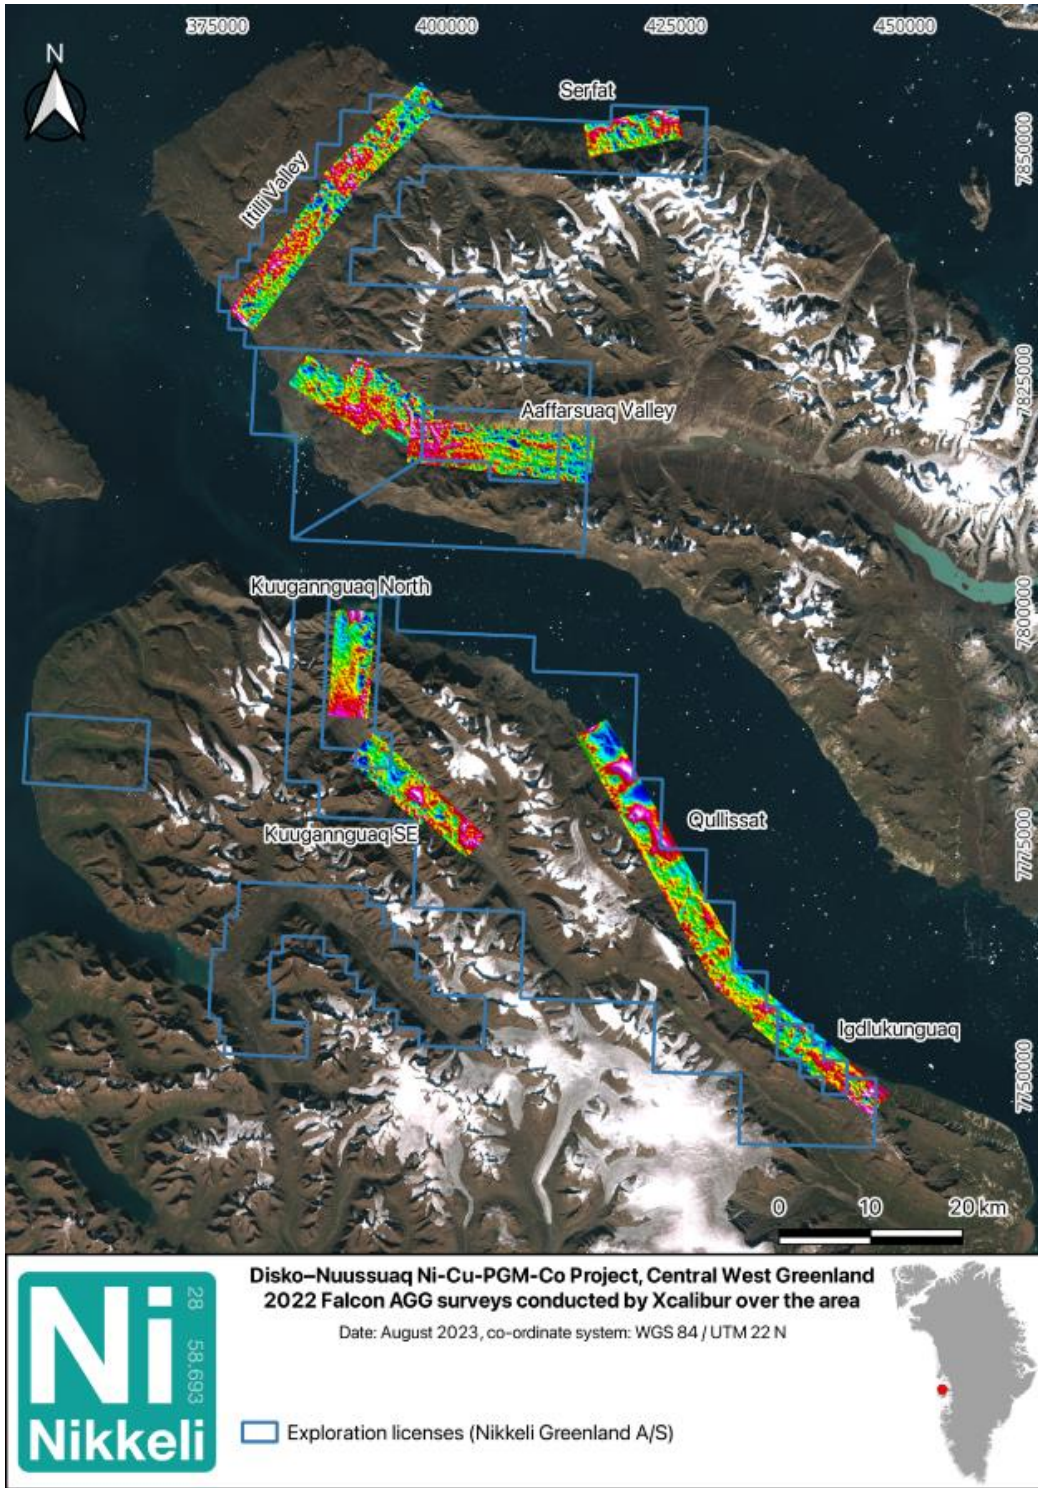 375000
400000
425000
450000
N
Serfat
7850000
Itilli Valley
7825000
Aaffarsuaq Valley
Kuugannguaq North
7800000
Qullissat
7775000
Kuugannguaq SE
Igdlukunguaq
7750000
0 10 20 km
Ni
28 58.693
Nikkeli
Disko–Nuussuaq Ni-Cu-PGM-Co Project, Central West Greenland
2022 Falcon AGG surveys conducted by Xcalibur over the area
Date: August 2023, co-ordinate system: WGS 84 / UTM 22 N
Exploration licenses (Nikkeli Greenland A/S)